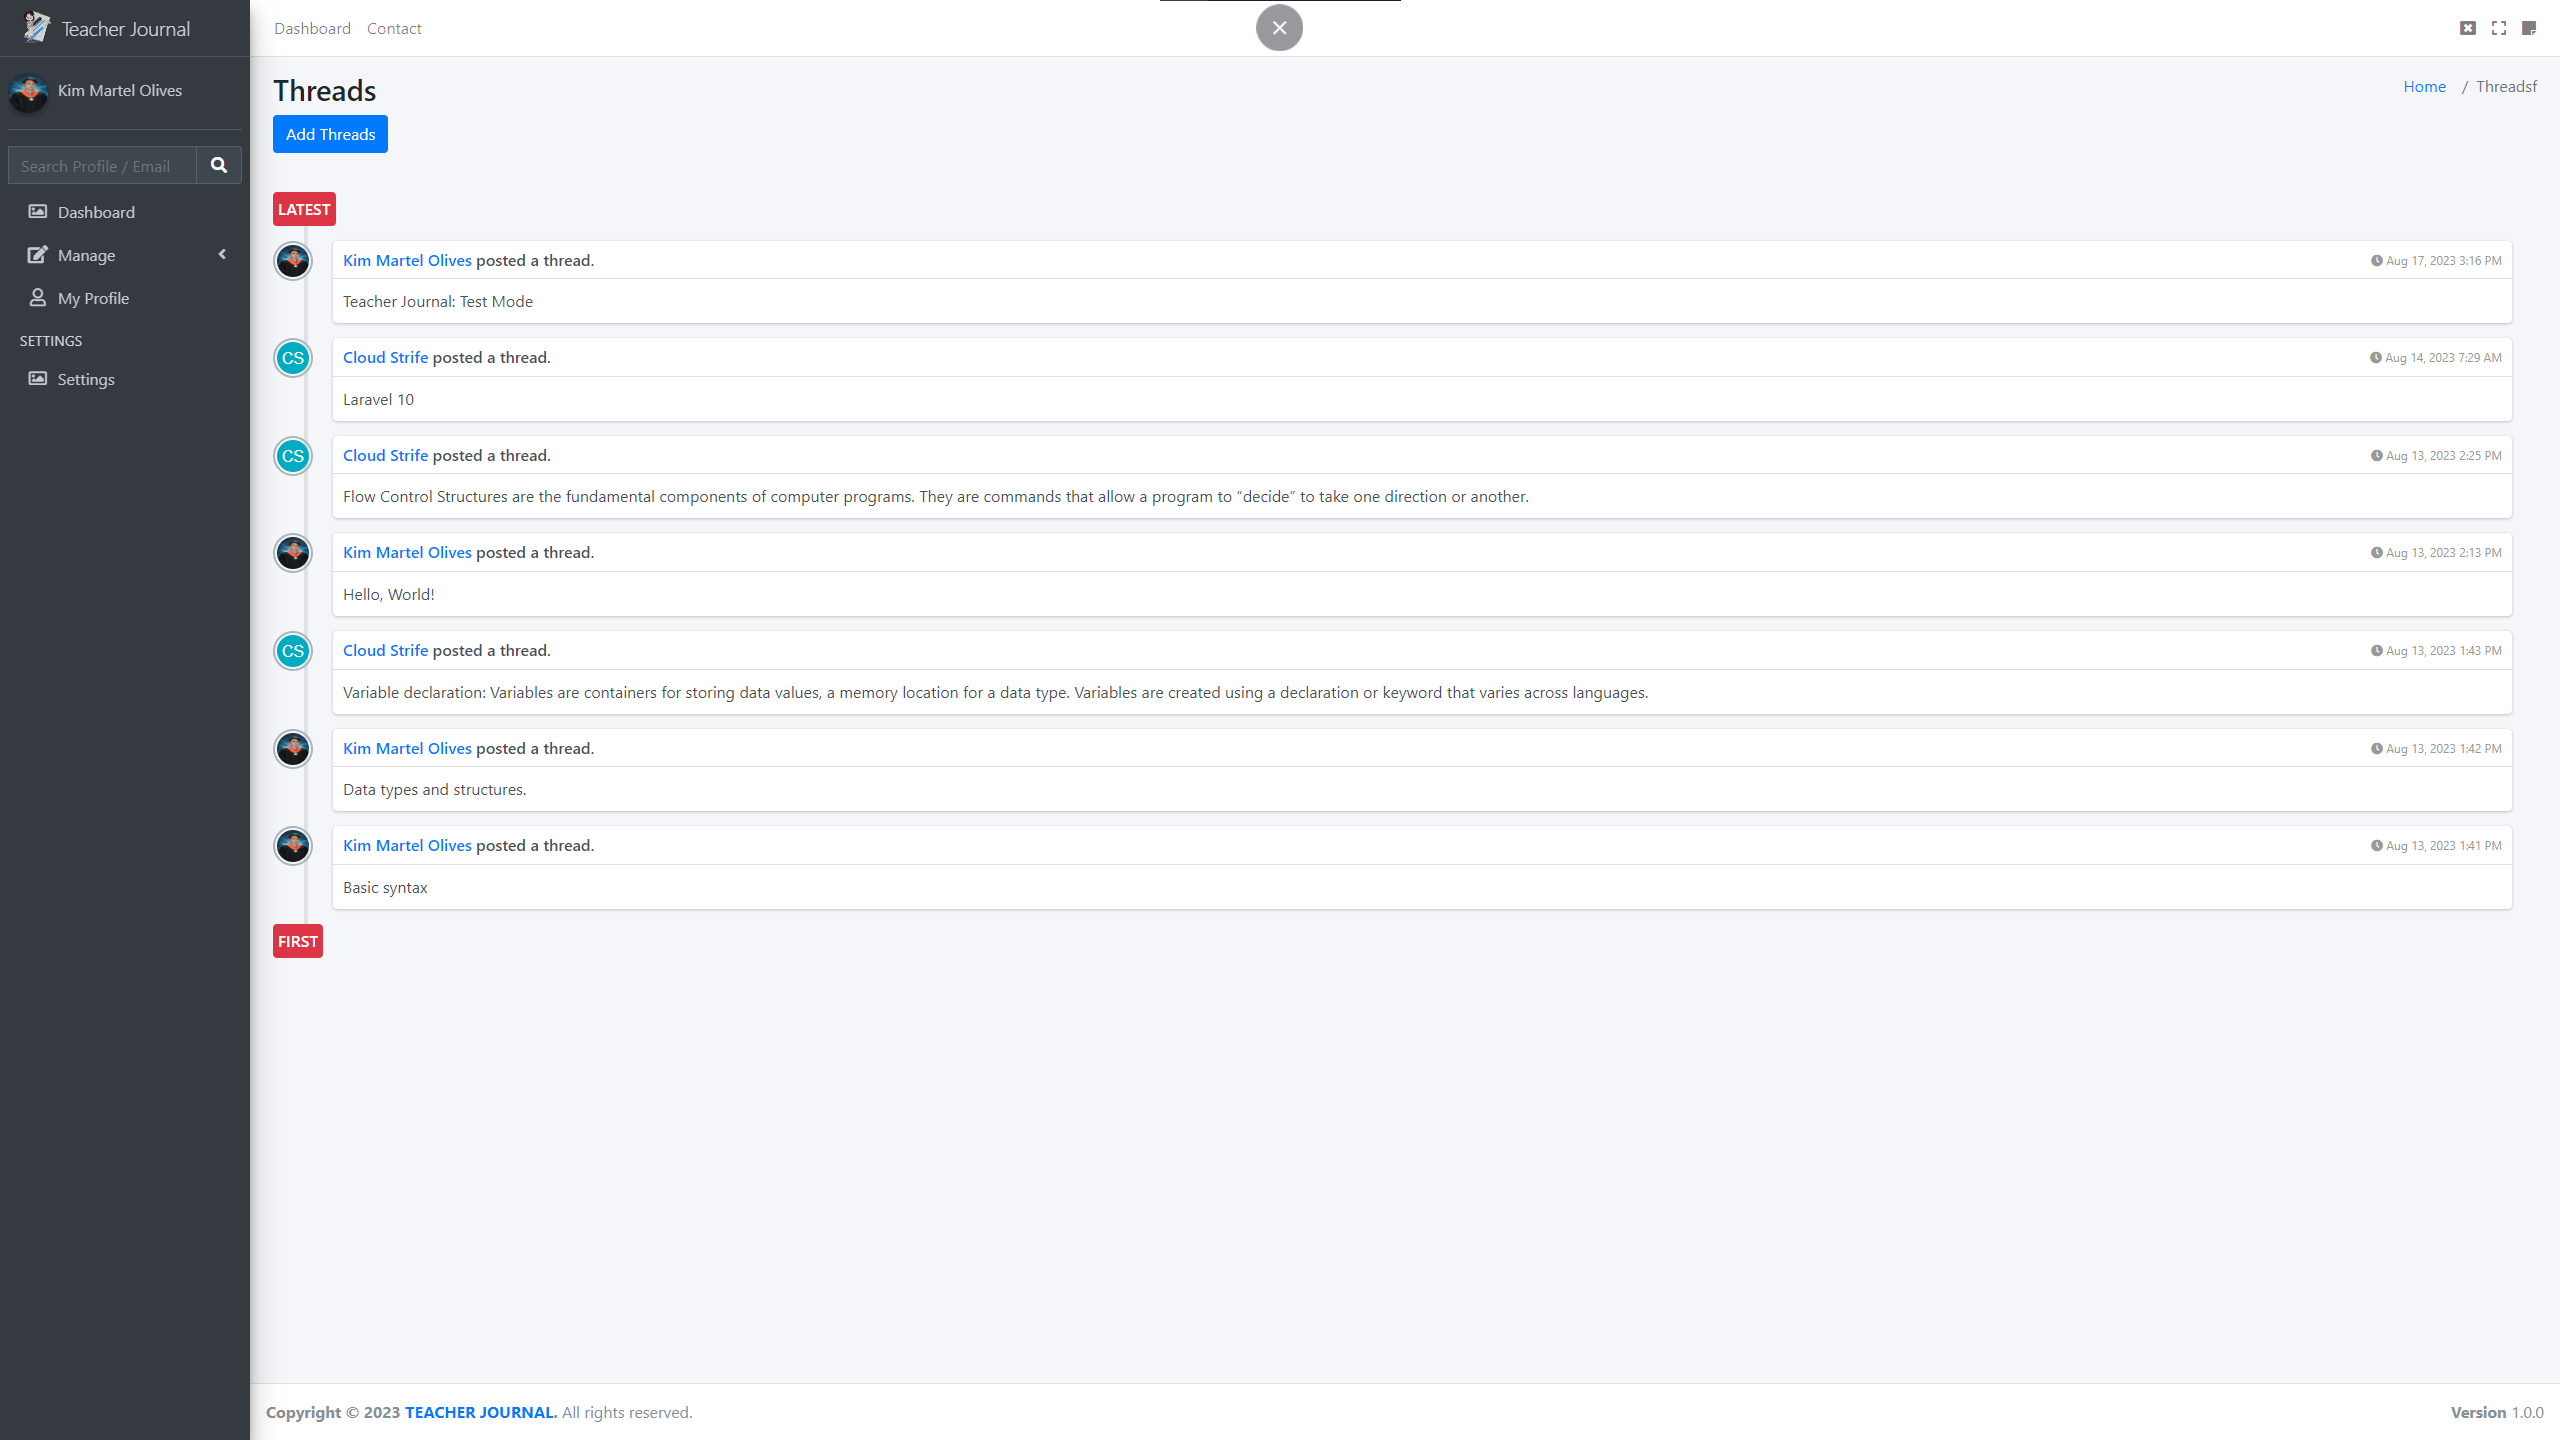 Teacher Journal
Dashboard Contact
Kim Martel Olives
Search Profile / Email
Dashboard
Manage
My Profile
SETTINGS
Settings
Threads
Home / Threadsf
Add Threads
LATEST
Kim Martel Olives posted a thread. Aug 17, 2023 3:16 PM
Teacher Journal: Test Mode
CS
Cloud Strife posted a thread. Aug 14, 2023 7:29 AM
Laravel 10
CS
Cloud Strife posted a thread. Aug 13, 2023 2:25 PM
Flow Control Structures are the fundamental components of computer programs. They are commands that allow a program to “decide” to take one direction or another.
Kim Martel Olives posted a thread. Aug 13, 2023 2:13 PM
Hello, World!
CS
Cloud Strife posted a thread. Aug 13, 2023 1:43 PM
Variable declaration: Variables are containers for storing data values, a memory location for a data type. Variables are created using a declaration or keyword that varies across languages.
Kim Martel Olives posted a thread. Aug 13, 2023 1:42 PM
Data types and structures.
Kim Martel Olives posted a thread. Aug 13, 2023 1:41 PM
Basic syntax
FIRST
Copyright © 2023 TEACHER JOURNAL. All rights reserved.
Version 1.0.0